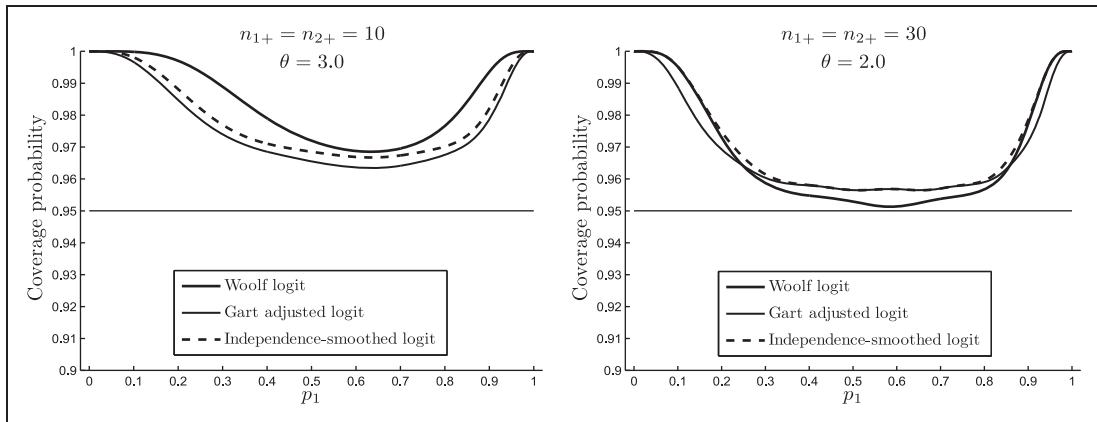 n₁₊ = n₂₊ = 10
θ = 3.0
Coverage probability
1
0.99
0.98
0.97
0.96
0.95
0.94
0.93
0.92
0.91
0.9
Woolf logit
Gart adjusted logit
Independence-smoothed logit
0 0.1 0.2 0.3 0.4 0.5 0.6 0.7 0.8 0.9 1
p₁
n₁₊ = n₂₊ = 30
θ = 2.0
Coverage probability
1
0.99
0.98
0.97
0.96
0.95
0.94
0.93
0.92
0.91
0.9
Woolf logit
Gart adjusted logit
Independence-smoothed logit
0 0.1 0.2 0.3 0.4 0.5 0.6 0.7 0.8 0.9 1
p₁